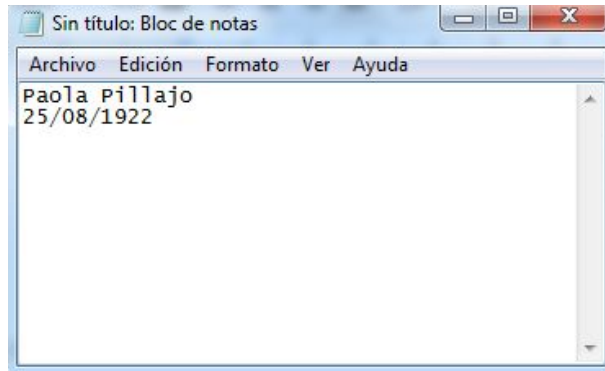 Sin título: Bloc de notas
Archivo Edición Formato Ver Ayuda
Paola Pillajo
25/08/1922